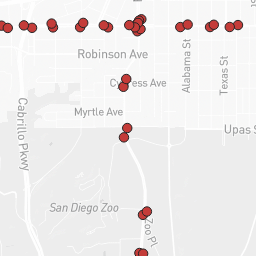 Robinson Ave
Cypress Ave
Alabama St
Texas St
Myrtle Ave
Upas S
Cabrillo Pkwy
San Diego Zoo
Zoo Pl